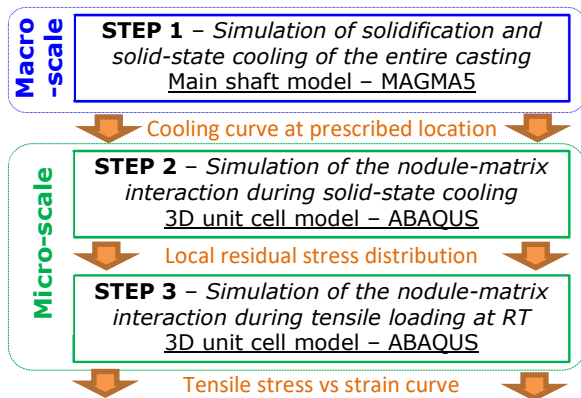 Macro
-scale
STEP 1 – Simulation of solidification and
solid-state cooling of the entire casting
Main shaft model – MAGMA5
Cooling curve at prescribed location
Micro-scale
STEP 2 – Simulation of the nodule-matrix
interaction during solid-state cooling
3D unit cell model – ABAQUS
Local residual stress distribution
STEP 3 – Simulation of the nodule-matrix
interaction during tensile loading at RT
3D unit cell model – ABAQUS
Tensile stress vs strain curve